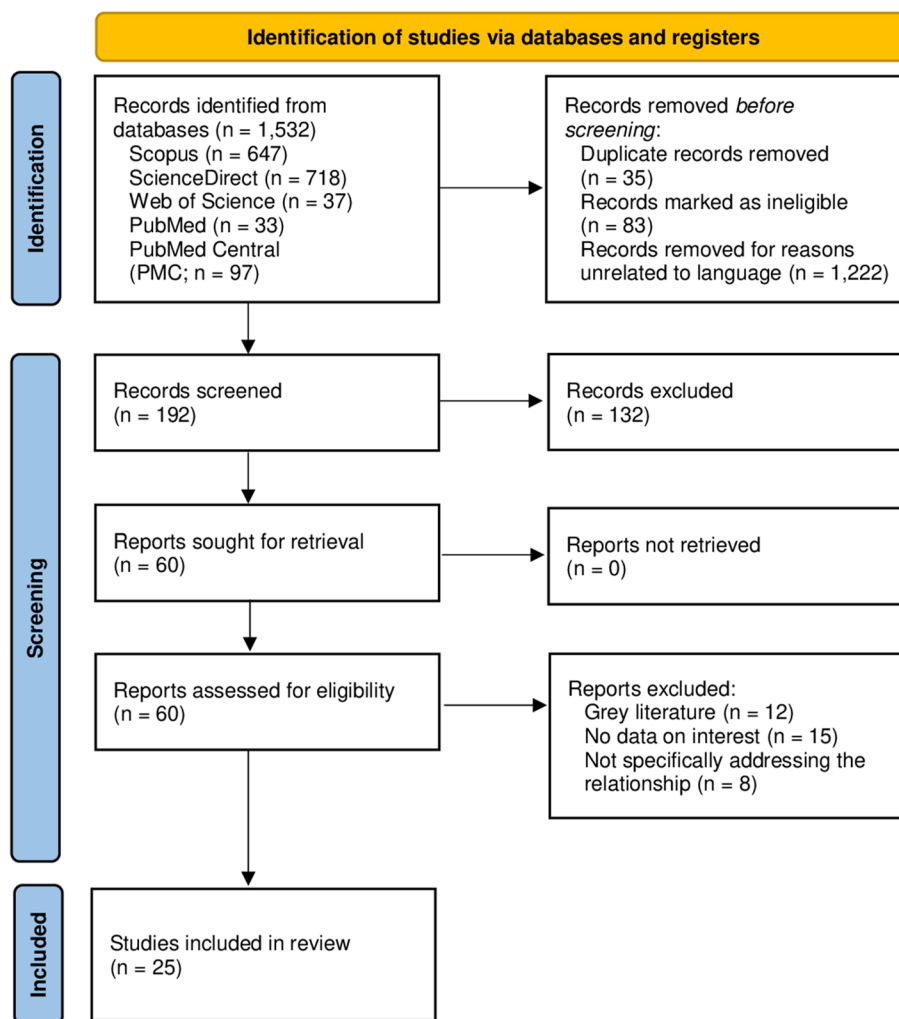 Identification of studies via databases and registers
Identification
Records identified from
databases (n = 1,532)
Scopus (n = 647)
ScienceDirect (n = 718)
Web of Science (n = 37)
PubMed (n = 33)
PubMed Central
(PMC; n = 97)
Records removed before
screening:
Duplicate records removed
(n = 35)
Records marked as ineligible
(n = 83)
Records removed for reasons
unrelated to language (n = 1,222)
Screening
Records screened
(n = 192)
Records excluded
(n = 132)
Reports sought for retrieval
(n = 60)
Reports not retrieved
(n = 0)
Reports assessed for eligibility
(n = 60)
Reports excluded:
Grey literature (n = 12)
No data on interest (n = 15)
Not specifically addressing the
relationship (n = 8)
Included
Studies included in review
(n = 25)